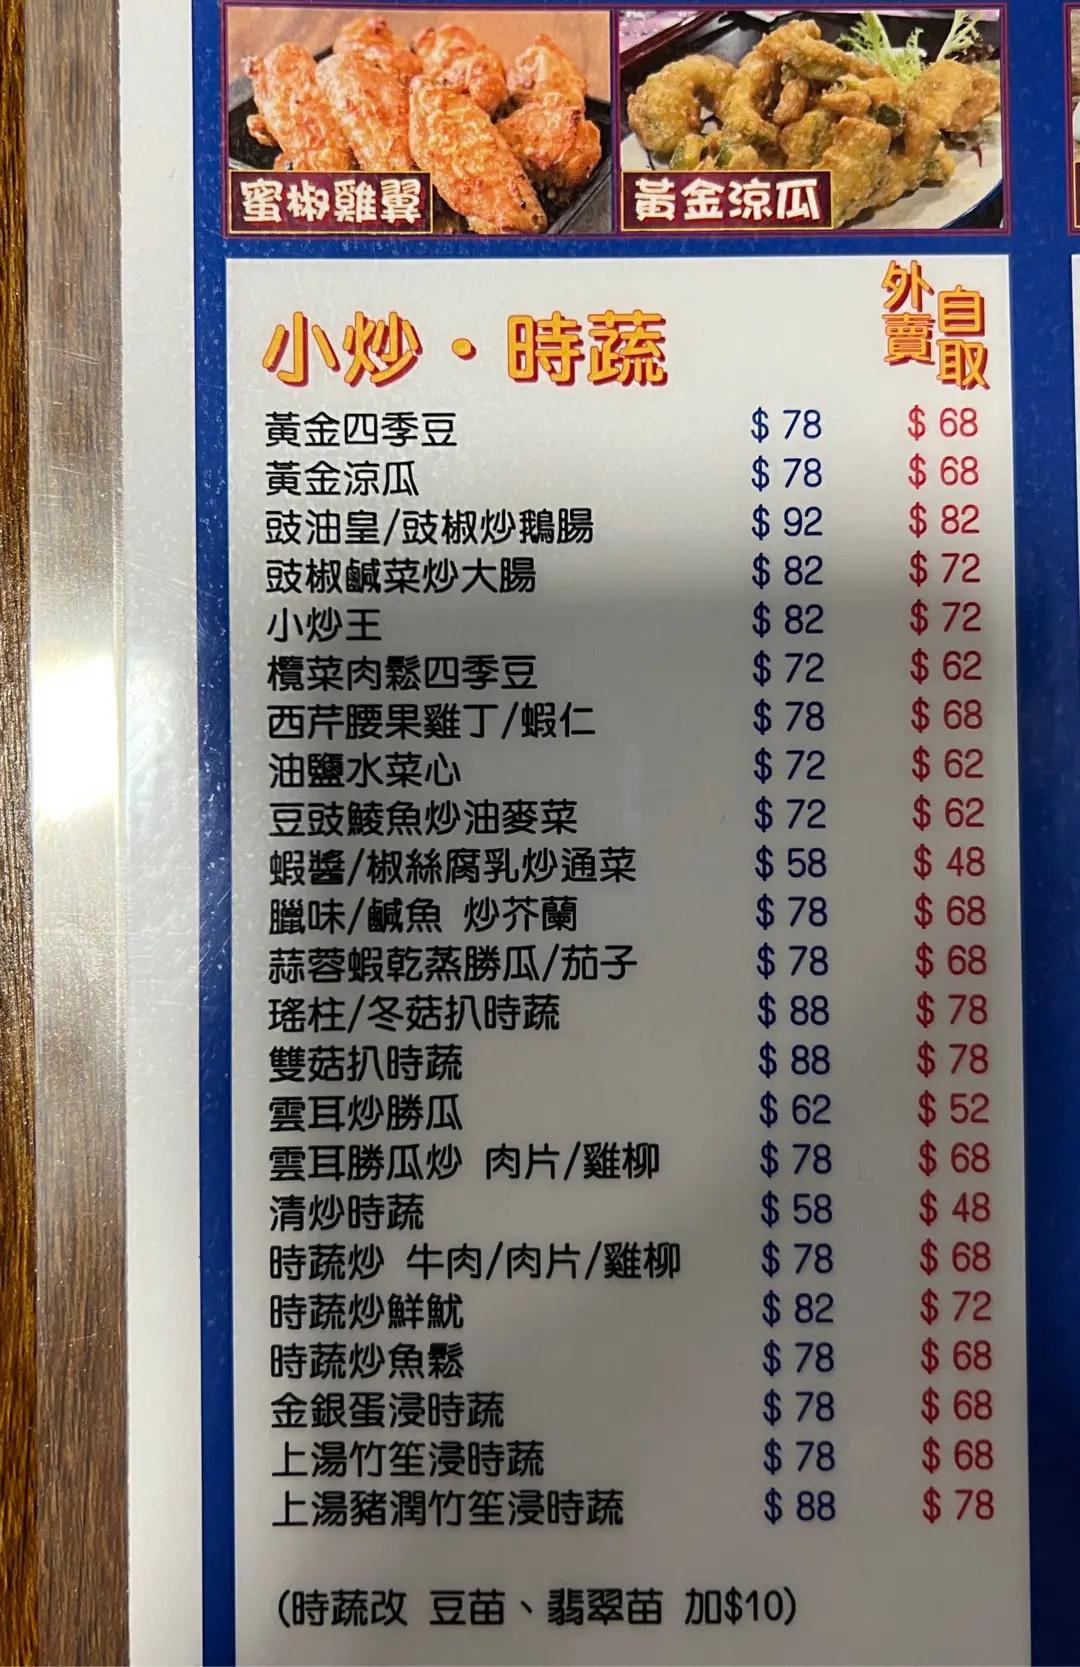 蜜椒雞翼
黃金涼瓜
小炒·時蔬
外賣自取
黃金四季豆 $ 78 $ 68
黃金涼瓜 $ 78 $ 68
豉油皇/豉椒炒鵝腸 $ 92 $ 82
豉椒鹹菜炒大腸 $ 82 $ 72
小炒王 $ 82 $ 72
欖菜肉鬆四季豆 $ 72 $ 62
西芹腰果雞丁/蝦仁 $ 78 $ 68
油鹽水菜心 $ 72 $ 62
豆豉鯪魚炒油麥菜 $ 72 $ 62
蝦醬/椒絲腐乳炒通菜 $ 58 $ 48
臘味/鹹魚 炒芥蘭 $ 78 $ 68
蒜蓉蝦乾蒸勝瓜/茄子 $ 78 $ 68
瑤柱/冬菇扒時蔬 $ 88 $ 78
雙菇扒時蔬 $ 88 $ 78
雲耳炒勝瓜 $ 62 $ 52
雲耳勝瓜炒 肉片/雞柳 $ 78 $ 68
清炒時蔬 $ 58 $ 48
時蔬炒 牛肉/肉片/雞柳 $ 78 $ 68
時蔬炒鮮魷 $ 82 $ 72
時蔬炒魚鬆 $ 78 $ 68
金銀蛋浸時蔬 $ 78 $ 68
上湯竹笙浸時蔬 $ 78 $ 68
上湯豬潤竹笙浸時蔬 $ 88 $ 78
(時蔬改 豆苗、翡翠苗 加$10)